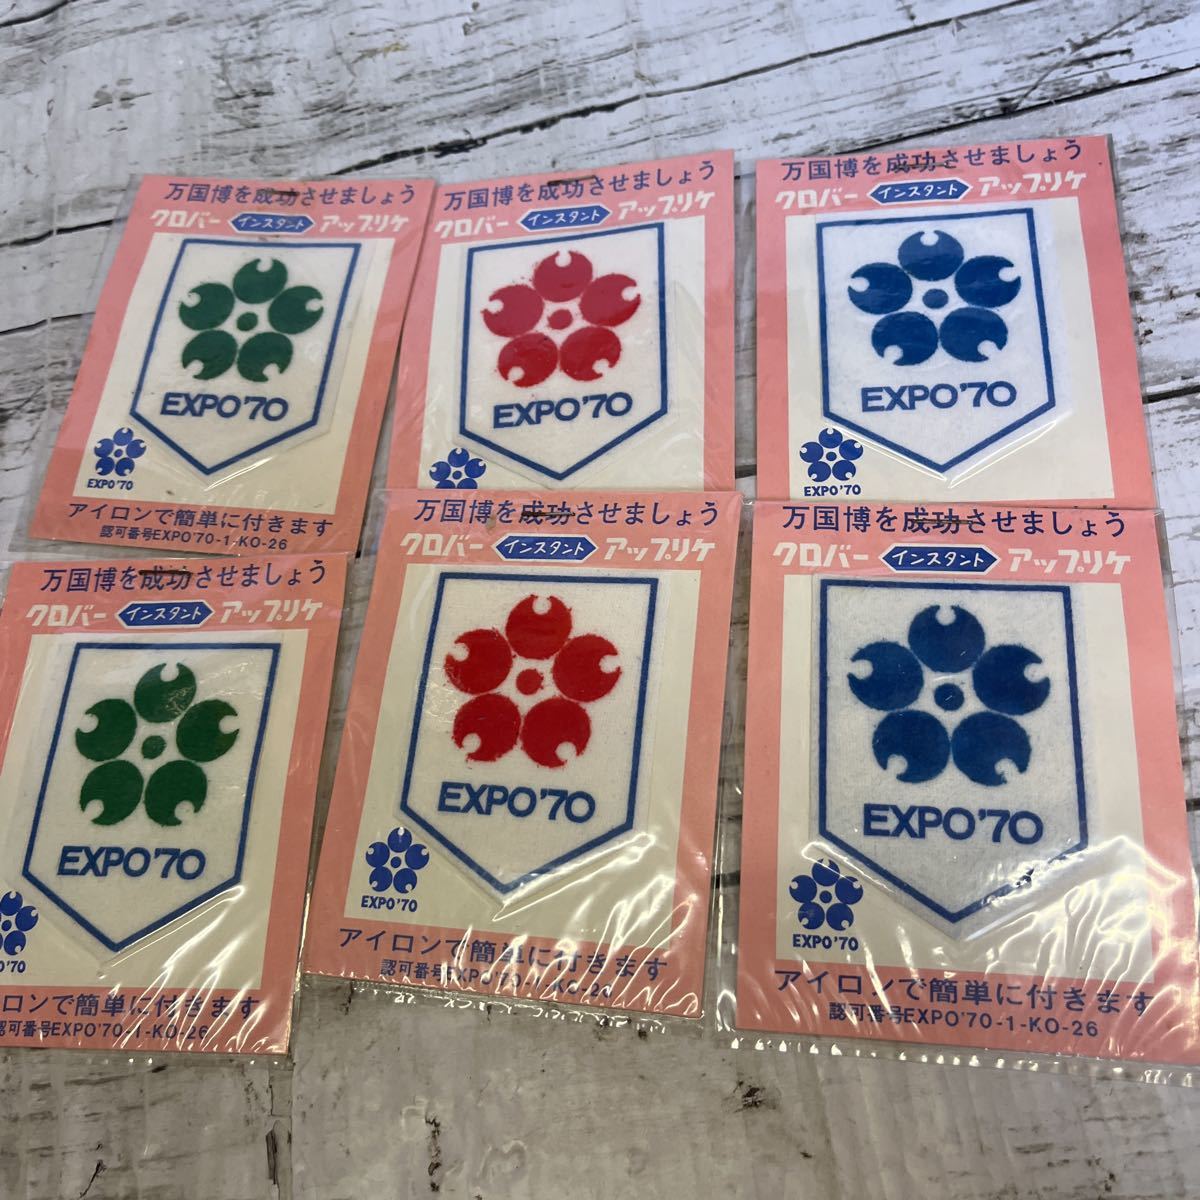 万国博を成功させましょう
クロバー インスタント アップリケ
EXPO'70
EXPO'70
アイロンで簡単に付きます
認可番号EXPO'70-1-KO-26
万国博を成功させましょう
クロバー インスタント アップリケ
EXPO'70
万国博を成功させましょう
クロバー インスタント アップリケ
EXPO'70
EXPO'70
万国博を成功させましょう
クロバー インスタント アップリケ
EXPO'70
'70
イロンで簡単に付きます
認可番号EXPO'70-1-KO-26
万国博を成功させましょう
クロバー インスタント アップリケ
EXPO'70
EXPO'70
アイロンで簡単に付きます
認可番号EXPO'70-1-KO-26
万国博を成功させましょう
クロバー インスタント アップリケ
EXPO'70
EXPO'70
アイロンで簡単に付きます
認可番号EXPO'70-1-KO-26